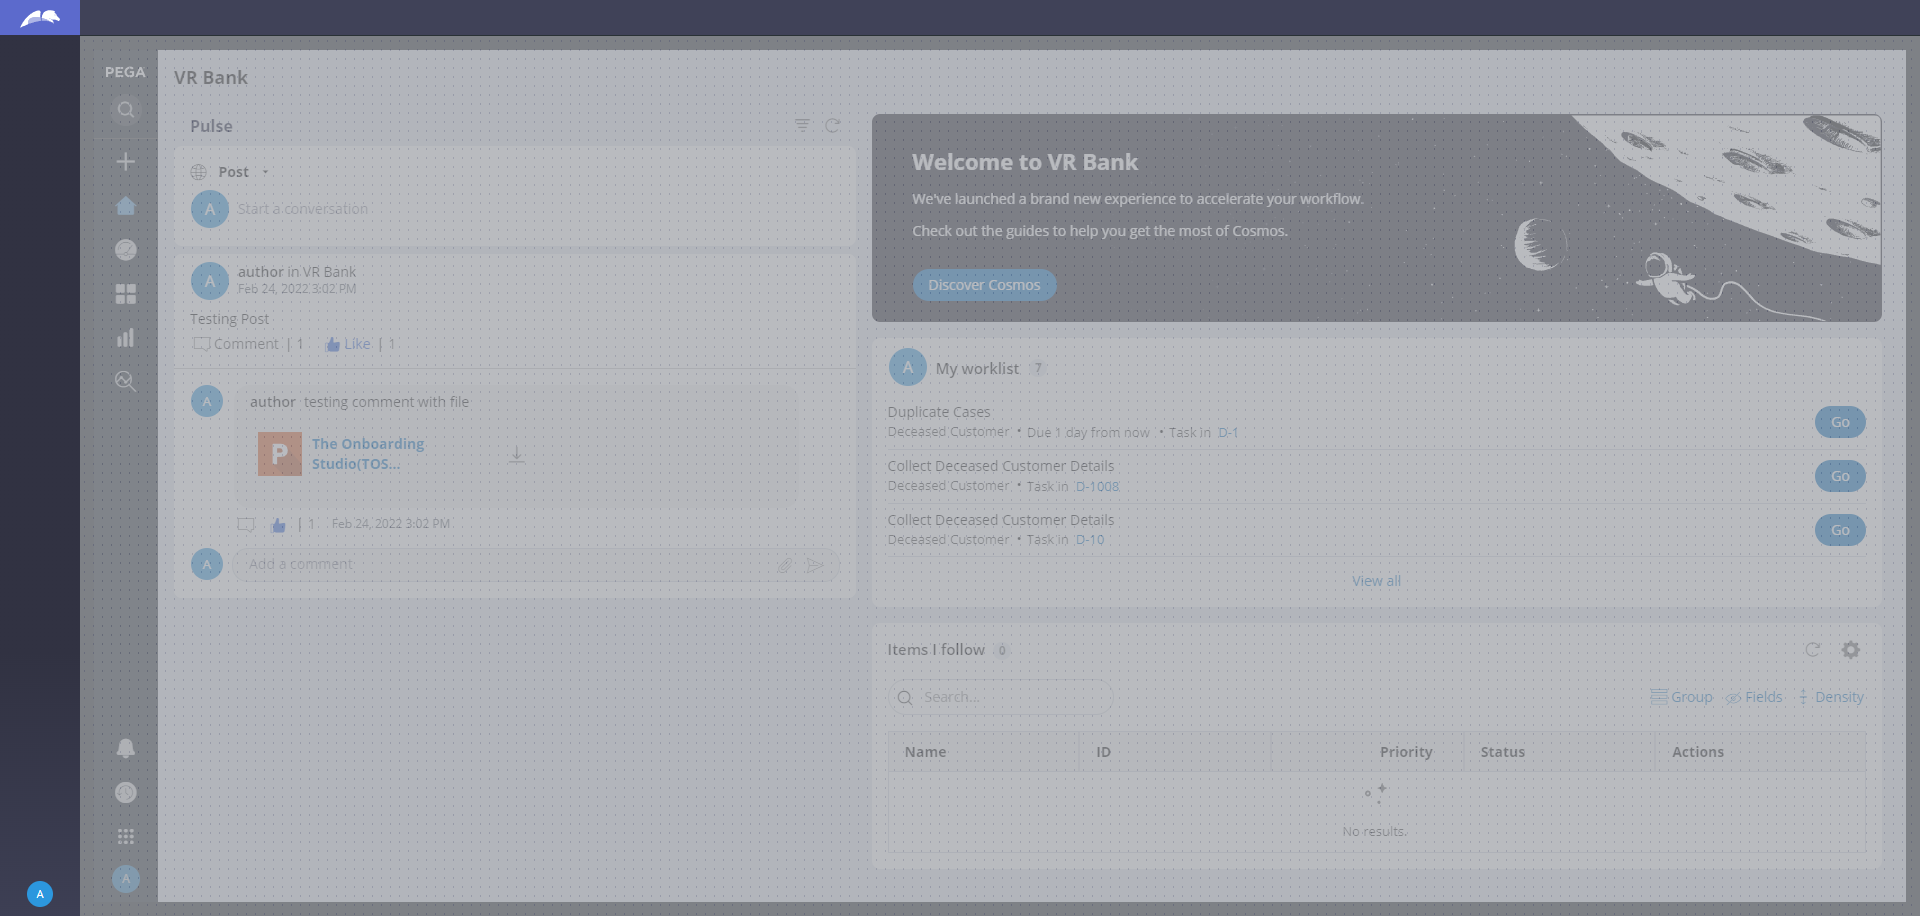 PEGA
VR Bank
Pulse
Post
A
Start a conversation
A
author in VR Bank
Feb 24, 2022 3:02 PM
Testing Post
Comment | 1 Like | 1
A
author testing comment with file
P
The Onboarding
Studio(TOS...
| 1 Feb 24, 2022 3:02 PM
A
Add a comment
Welcome to VR Bank
We've launched a brand new experience to accelerate your workflow.
Check out the guides to help you get the most of Cosmos.
Discover Cosmos
A
My worklist 7
Duplicate Cases
Deceased Customer • Due 1 day from now • Task in D-1
Go
Collect Deceased Customer Details
Deceased Customer • Task in D-1008
Go
Collect Deceased Customer Details
Deceased Customer • Task in D-10
Go
View all
Items I follow 0
Search...
Group Fields Density
Name ID Priority Status Actions
No results.
A
A